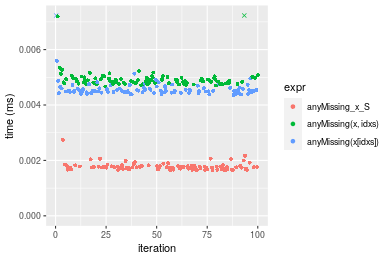 0.006
0.004
0.002
0.000
time (ms)
0
25
50
75
100
iteration
expr
anyMissing_x_S
anyMissing(x, idxs)
anyMissing(x[idxs])